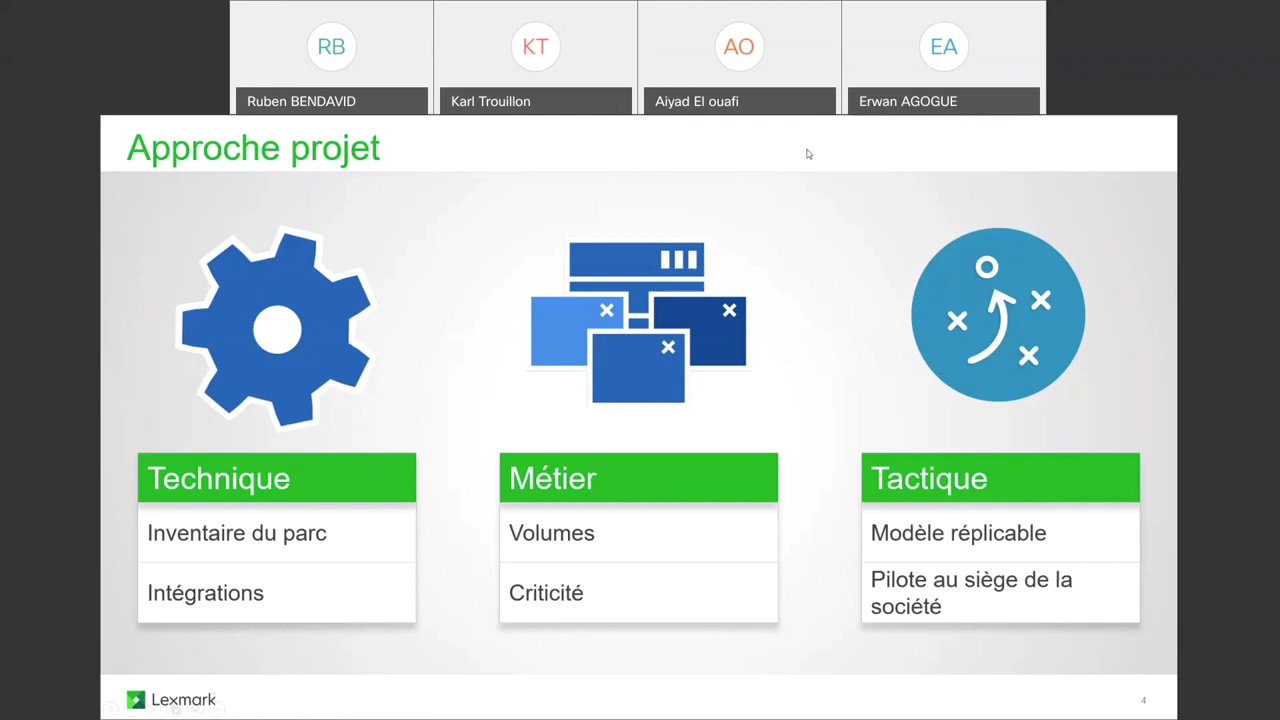 RB
KT
AO
EA
Ruben BENDAVID
Karl Trouillon
Aiyad El ouafi
Erwan AGOGUE
Approche projet
Technique
Inventaire du parc
Intégrations
Métier
Volumes
Criticité
Tactique
Modèle réplicable
Pilote au siège de la
société
Lexmark
4